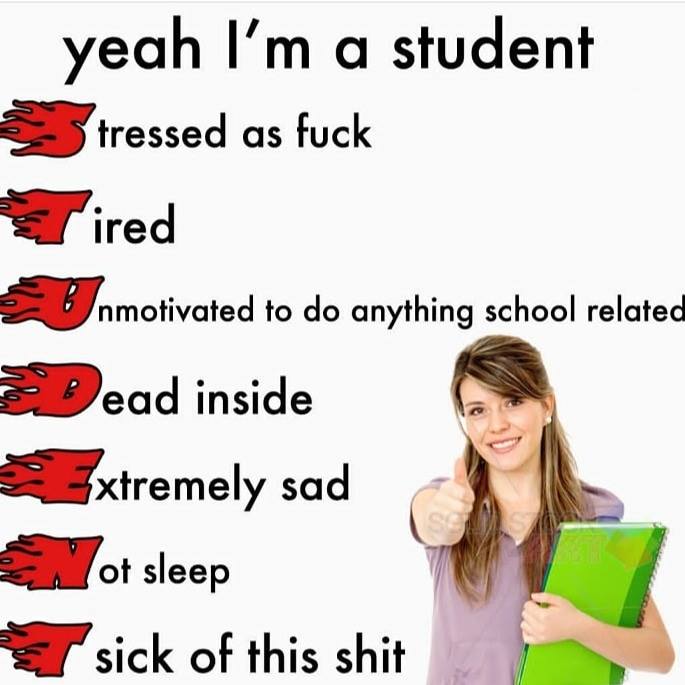 yeah I'm a student
Stressed as fuck
Tired
Unmotivated to do anything school related
Dead inside
Extremely sad
Not sleep
T sick of this shit